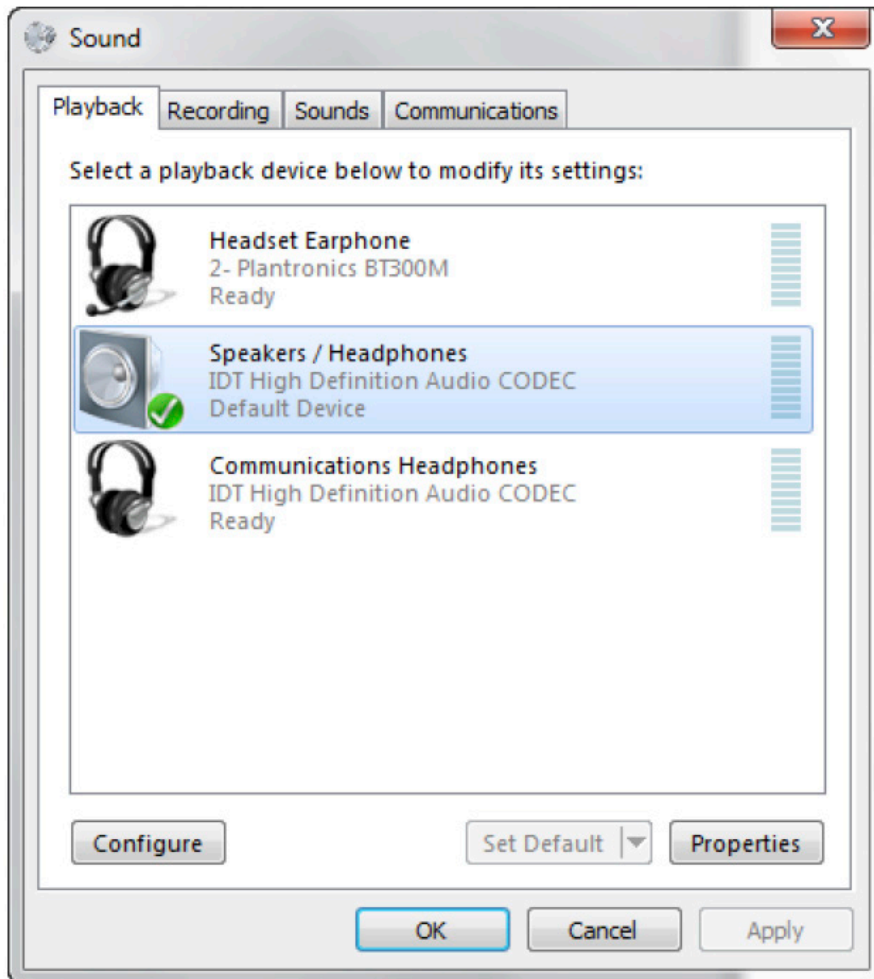 Sound
Playback Recording Sounds Communications
Select a playback device below to modify its settings:
Headset Earphone
2- Plantronics BT300M
Ready
Speakers / Headphones
IDT High Definition Audio CODEC
Default Device
Communications Headphones
IDT High Definition Audio CODEC
Ready
Configure Set Default Properties
OK Cancel Apply